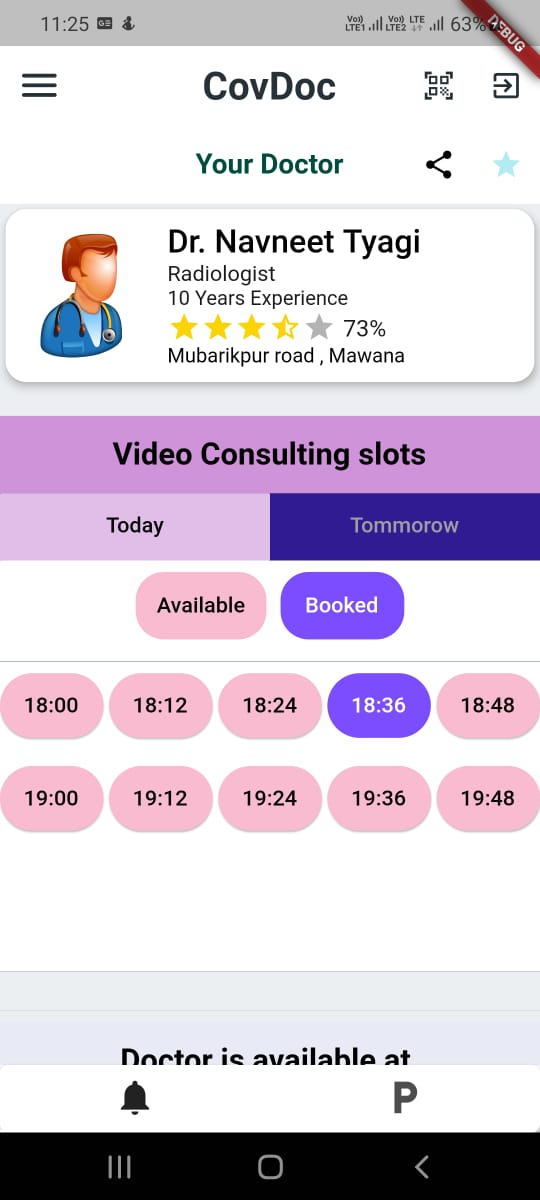 11:25 GE Vo) LTE1 Vo) LTE2 LTE 63%
DEBUG
CovDoc
Your Doctor
Dr. Navneet Tyagi
Radiologist
10 Years Experience
73%
Mubarikpur road , Mawana
Video Consulting slots
Today Tommorow
Available Booked
18:00 18:12 18:24 18:36 18:48
19:00 19:12 19:24 19:36 19:48
Doctor is available at
P